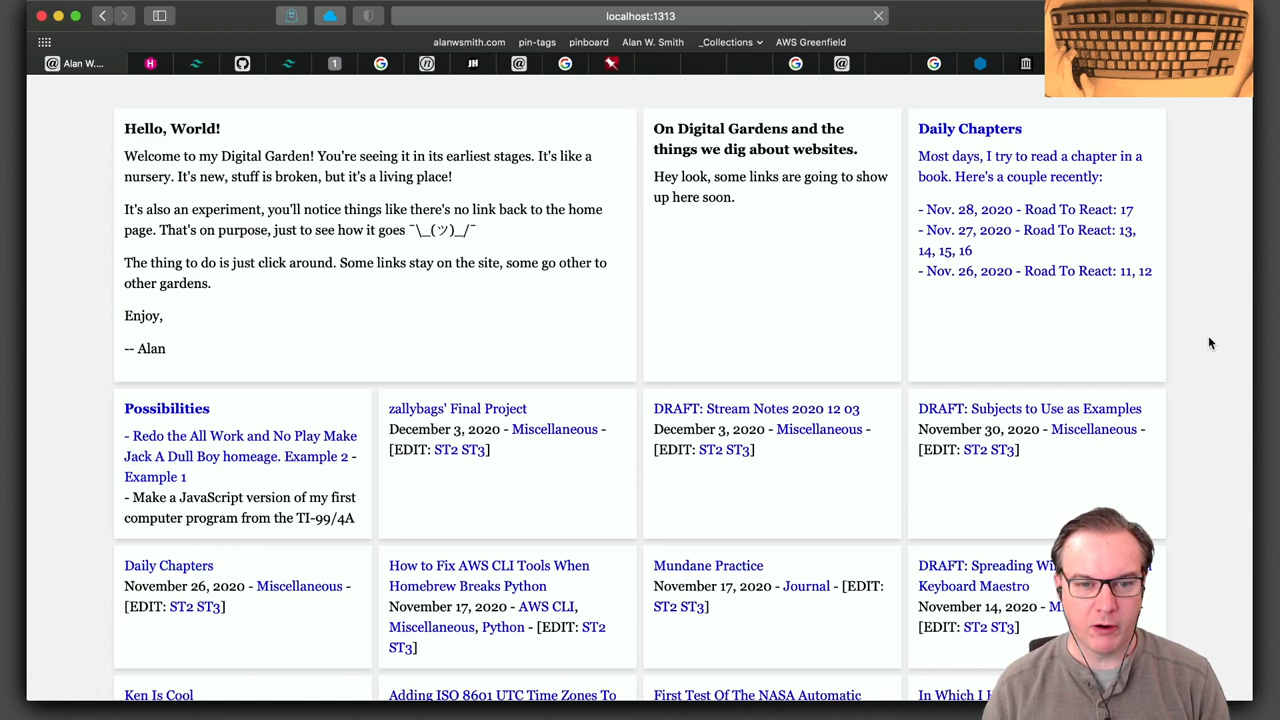 localhost:1313
alanwsmith.com pin-tags pinboard Alan W. Smith _Collections AWS Greenfield
Alan W....
1
JH
Hello, World!
Welcome to my Digital Garden! You're seeing it in its earliest stages. It's like a
nursery. It's new, stuff is broken, but it's a living place!
It's also an experiment, you'll notice things like there's no link back to the home
page. That's on purpose, just to see how it goes ¯\_(ツ)_/¯
The thing to do is just click around. Some links stay on the site, some go other to
other gardens.
Enjoy,
-- Alan
On Digital Gardens and the
things we dig about websites.
Hey look, some links are going to show
up here soon.
Daily Chapters
Most days, I try to read a chapter in a
book. Here's a couple recently:
- Nov. 28, 2020 - Road To React: 17
- Nov. 27, 2020 - Road To React: 13,
14, 15, 16
- Nov. 26, 2020 - Road To React: 11, 12
Possibilities
- Redo the All Work and No Play Make
Jack A Dull Boy homeage. Example 2 -
Example 1
- Make a JavaScript version of my first
computer program from the TI-99/4A
zallybags' Final Project
December 3, 2020 - Miscellaneous -
[EDIT: ST2 ST3]
DRAFT: Stream Notes 2020 12 03
December 3, 2020 - Miscellaneous -
[EDIT: ST2 ST3]
DRAFT: Subjects to Use as Examples
November 30, 2020 - Miscellaneous -
[EDIT: ST2 ST3]
Daily Chapters
November 26, 2020 - Miscellaneous -
[EDIT: ST2 ST3]
How to Fix AWS CLI Tools When
Homebrew Breaks Python
November 17, 2020 - AWS CLI,
Miscellaneous, Python - [EDIT: ST2
ST3]
Mundane Practice
November 17, 2020 - Journal - [EDIT:
ST2 ST3]
DRAFT: Spreading
Keyboard Maestro
November 14, 2020 -
[EDIT: ST2 ST3]
Ken Is Cool
Adding ISO 8601 UTC Time Zones To
First Test Of The NASA Automatic
In Which I